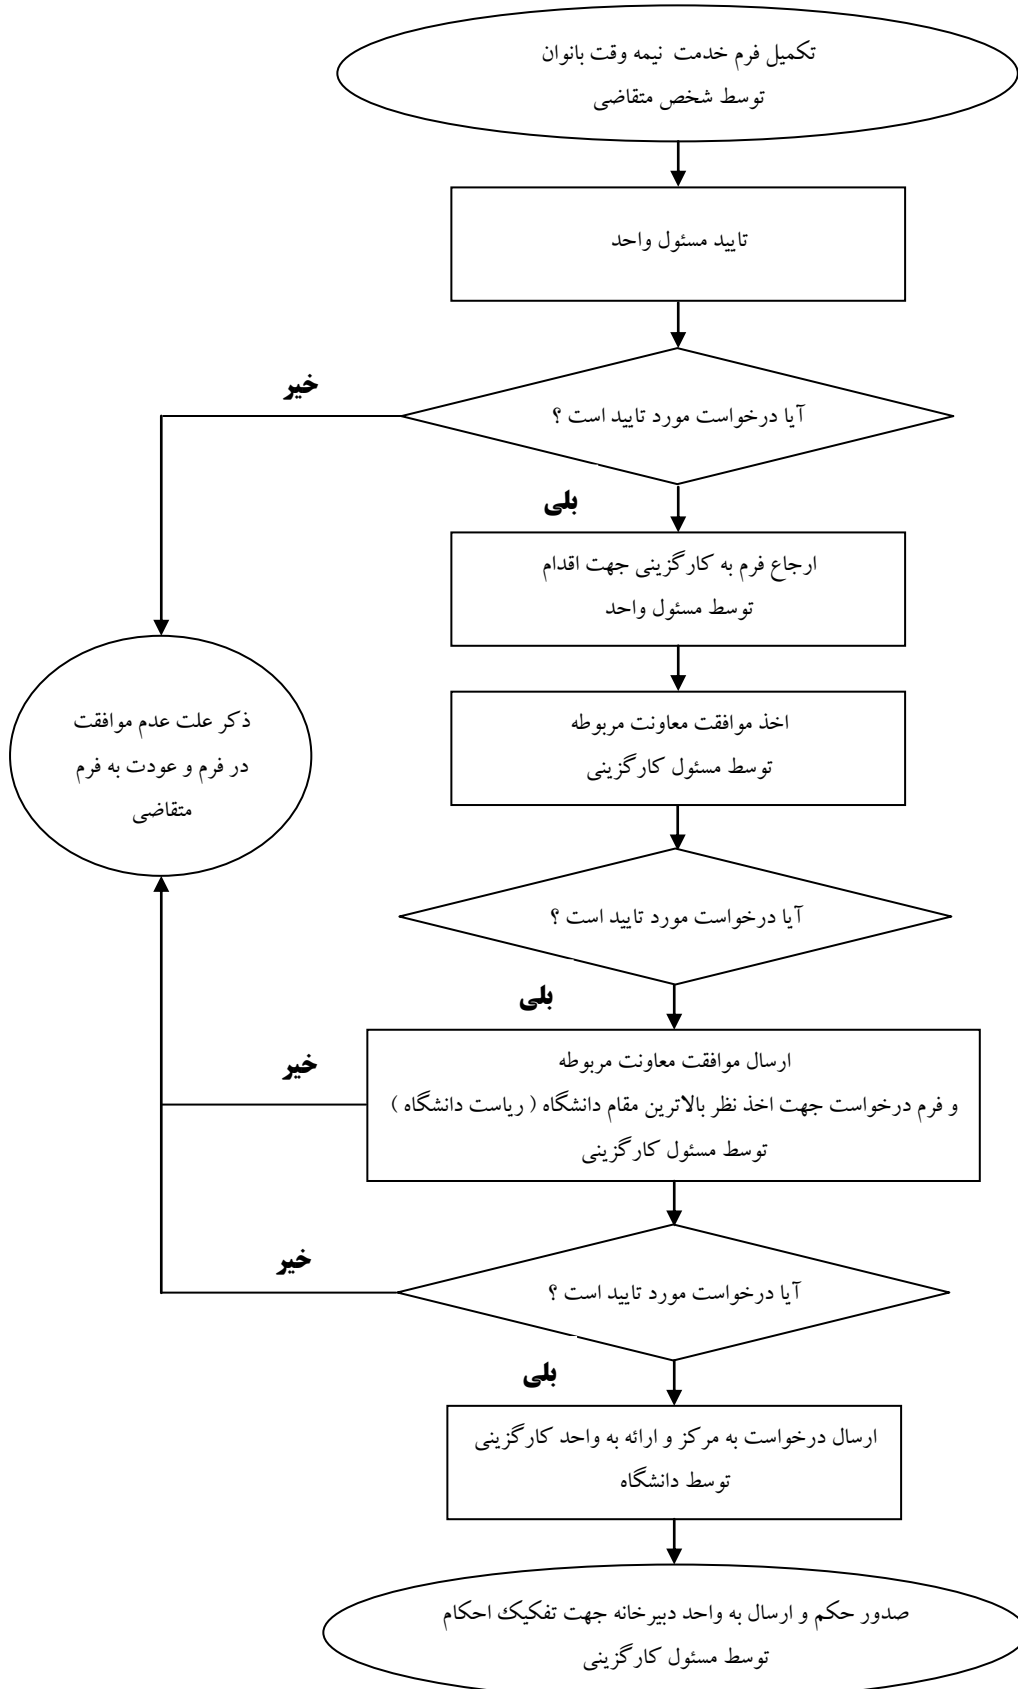 تکمیل فرم خدمت نیمه وقت بانوان
توسط شخص متقاضی
تایید مسئول واحد
خیر
آیا درخواست مورد تایید است ؟
بلی
ارجاع فرم به کارگزینی جهت اقدام
توسط مسئول واحد
ذکر علت عدم موافقت
در فرم و عودت به فرم
متقاضی
اخذ موافقت معاونت مربوطه
توسط مسئول کارگزینی
آیا درخواست مورد تایید است ؟
بلی
خیر
ارسال موافقت معاونت مربوطه
و فرم درخواست جهت اخذ نظر بالاترین مقام دانشگاه ( ریاست دانشگاه )
توسط مسئول کارگزینی
خیر
آیا درخواست مورد تایید است ؟
بلی
ارسال درخواست به مرکز و ارائه به واحد کارگزینی
توسط دانشگاه
صدور حکم و ارسال به واحد دبیرخانه جهت تفکیک احکام
توسط مسئول کارگزینی